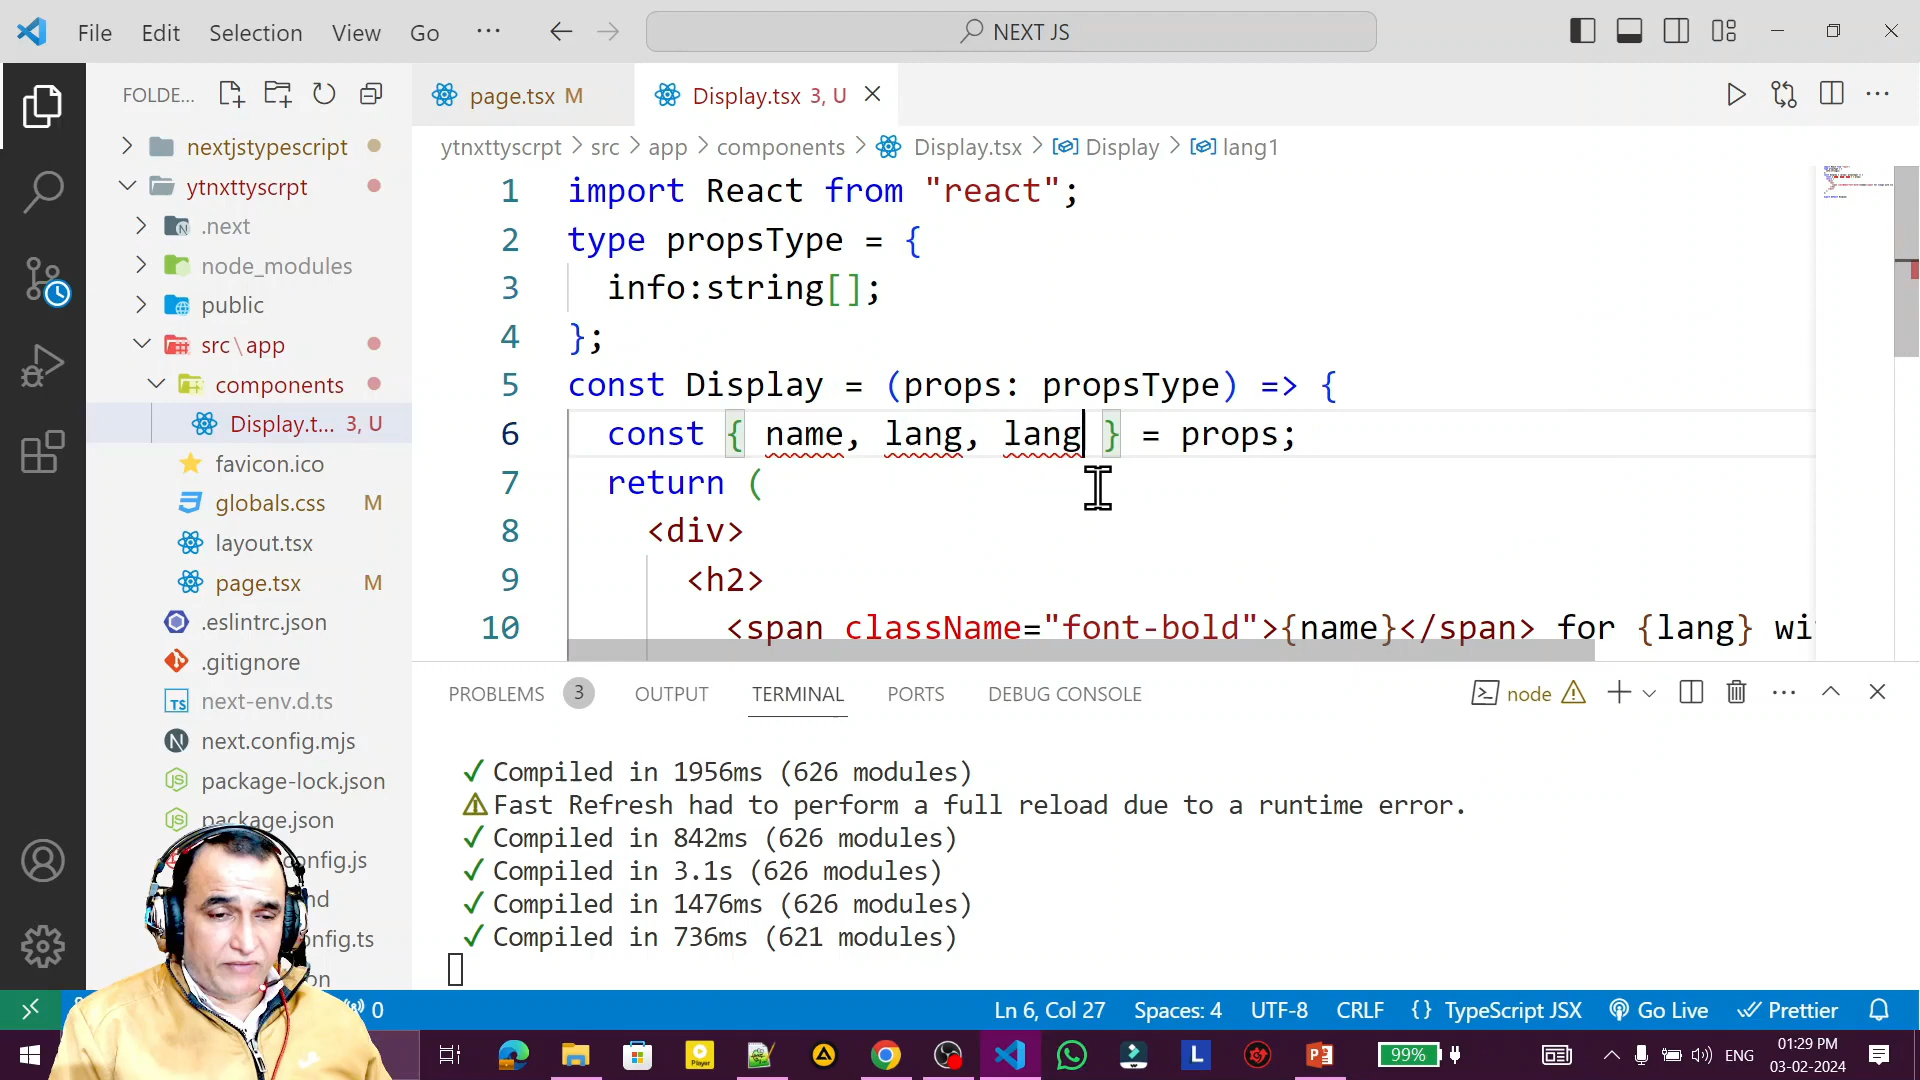 File Edit Selection View Go ··· NEXT JS
FOLDE...
page.tsx M
Display.tsx 3, U
ytnxttyscrpt > src > app > components > Display.tsx > Display > lang1
nextjstypescript
ytnxttyscrpt
.next
node_modules
public
src\app
components
Display.t... 3, U
favicon.ico
globals.css M
layout.tsx
page.tsx M
.eslintrc.json
.gitignore
next-env.d.ts
next.config.mjs
package-lock.json
package.json
onfig.js
nd
onfig.ts
on
1 import React from "react";
2 type propsType = {
3 info:string[];
4 };
5 const Display = (props: propsType) => {
6 const { name, lang, lang } = props;
7 return (
8 <div>
9 <h2>
10 <span className="font-bold">{name}</span> for {lang} wi
PROBLEMS 3 OUTPUT TERMINAL PORTS DEBUG CONSOLE
node
✓ Compiled in 1956ms (626 modules)
⚠ Fast Refresh had to perform a full reload due to a runtime error.
✓ Compiled in 842ms (626 modules)
✓ Compiled in 3.1s (626 modules)
✓ Compiled in 1476ms (626 modules)
✓ Compiled in 736ms (621 modules)
0 Ln 6, Col 27 Spaces: 4 UTF-8 CRLF {} TypeScript JSX Go Live Prettier
Player
L
99%
ENG
01:29 PM
03-02-2024